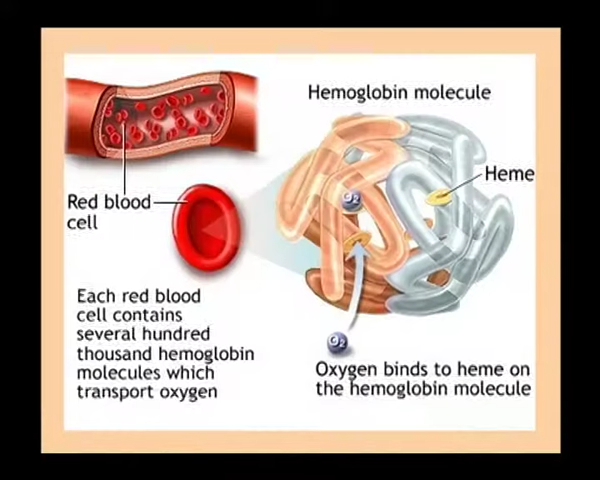 Hemoglobin molecule
Heme
Red blood
cell
O2
O2
Each red blood
cell contains
several hundred
thousand hemoglobin
molecules which
transport oxygen
Oxygen binds to heme on
the hemoglobin molecule